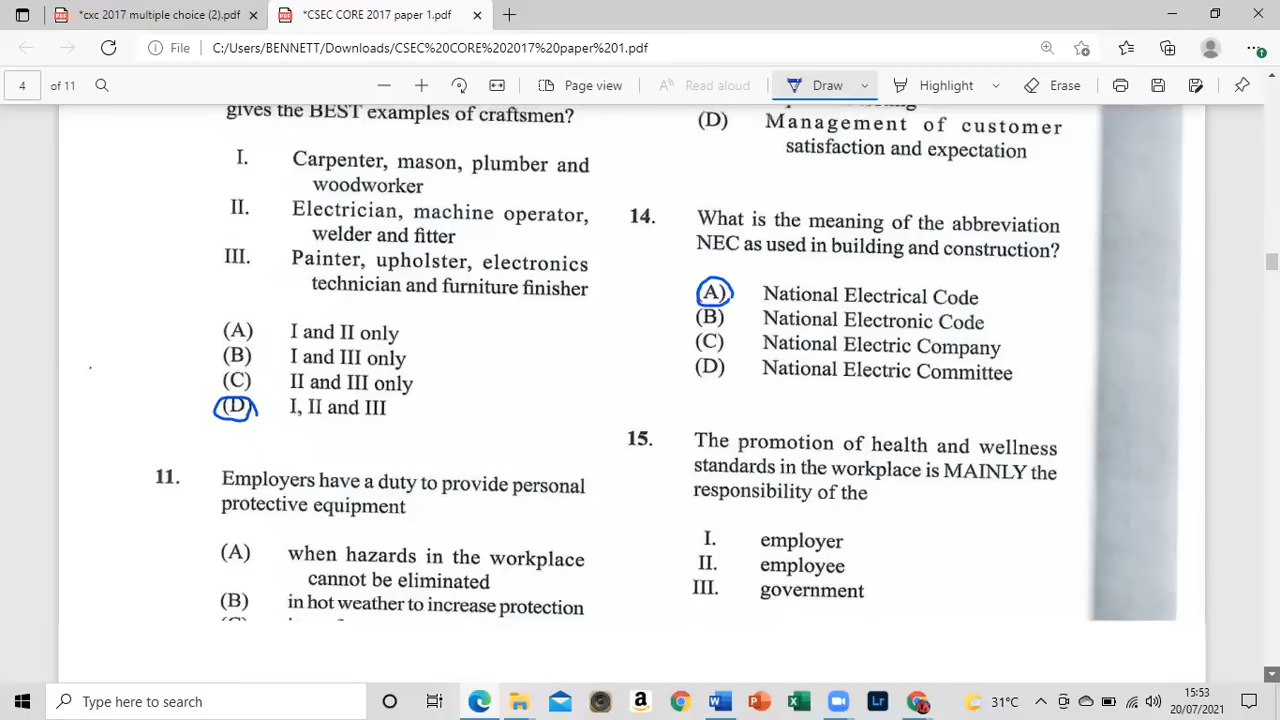 *cxc 2017 multiple choice (2).pdf
*CSEC CORE 2017 paper 1.pdf
File C:/Users/BENNETT/Downloads/CSEC%20CORE%202017%20paper%201.pdf
4 of 11
Page view
Read aloud
Draw
Highlight
Erase
gives the BEST examples of craftsmen?
I. Carpenter, mason, plumber and
woodworker
II. Electrician, machine operator,
welder and fitter
III. Painter, upholster, electronics
technician and furniture finisher
(A) I and II only
(B) I and III only
(C) II and III only
(D) I, II and III
11. Employers have a duty to provide personal
protective equipment
(A) when hazards in the workplace
cannot be eliminated
(B) in hot weather to increase protection
(D) Management of customer
satisfaction and expectation
14. What is the meaning of the abbreviation
NEC as used in building and construction?
(A) National Electrical Code
(B) National Electronic Code
(C) National Electric Company
(D) National Electric Committee
15. The promotion of health and wellness
standards in the workplace is MAINLY the
responsibility of the
I. employer
II. employee
III. government
Type here to search
31°C
15:53
20/07/2021